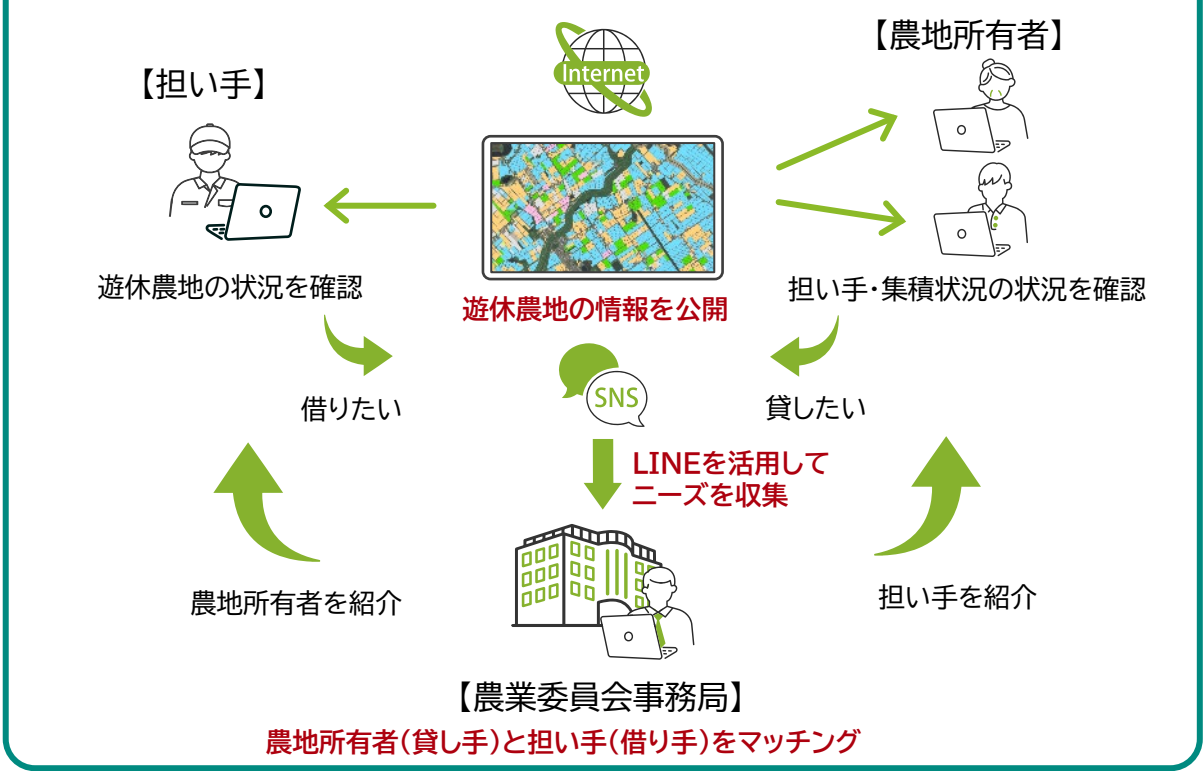 【担い手】
Internet
【農地所有者】
遊休農地の状況を確認
遊休農地の情報を公開
担い手・集積状況の状況を確認
借りたい
SNS
貸したい
LINEを活用して
ニーズを収集
農地所有者を紹介
担い手を紹介
【農業委員会事務局】
農地所有者（貸し手）と担い手（借り手）をマッチング